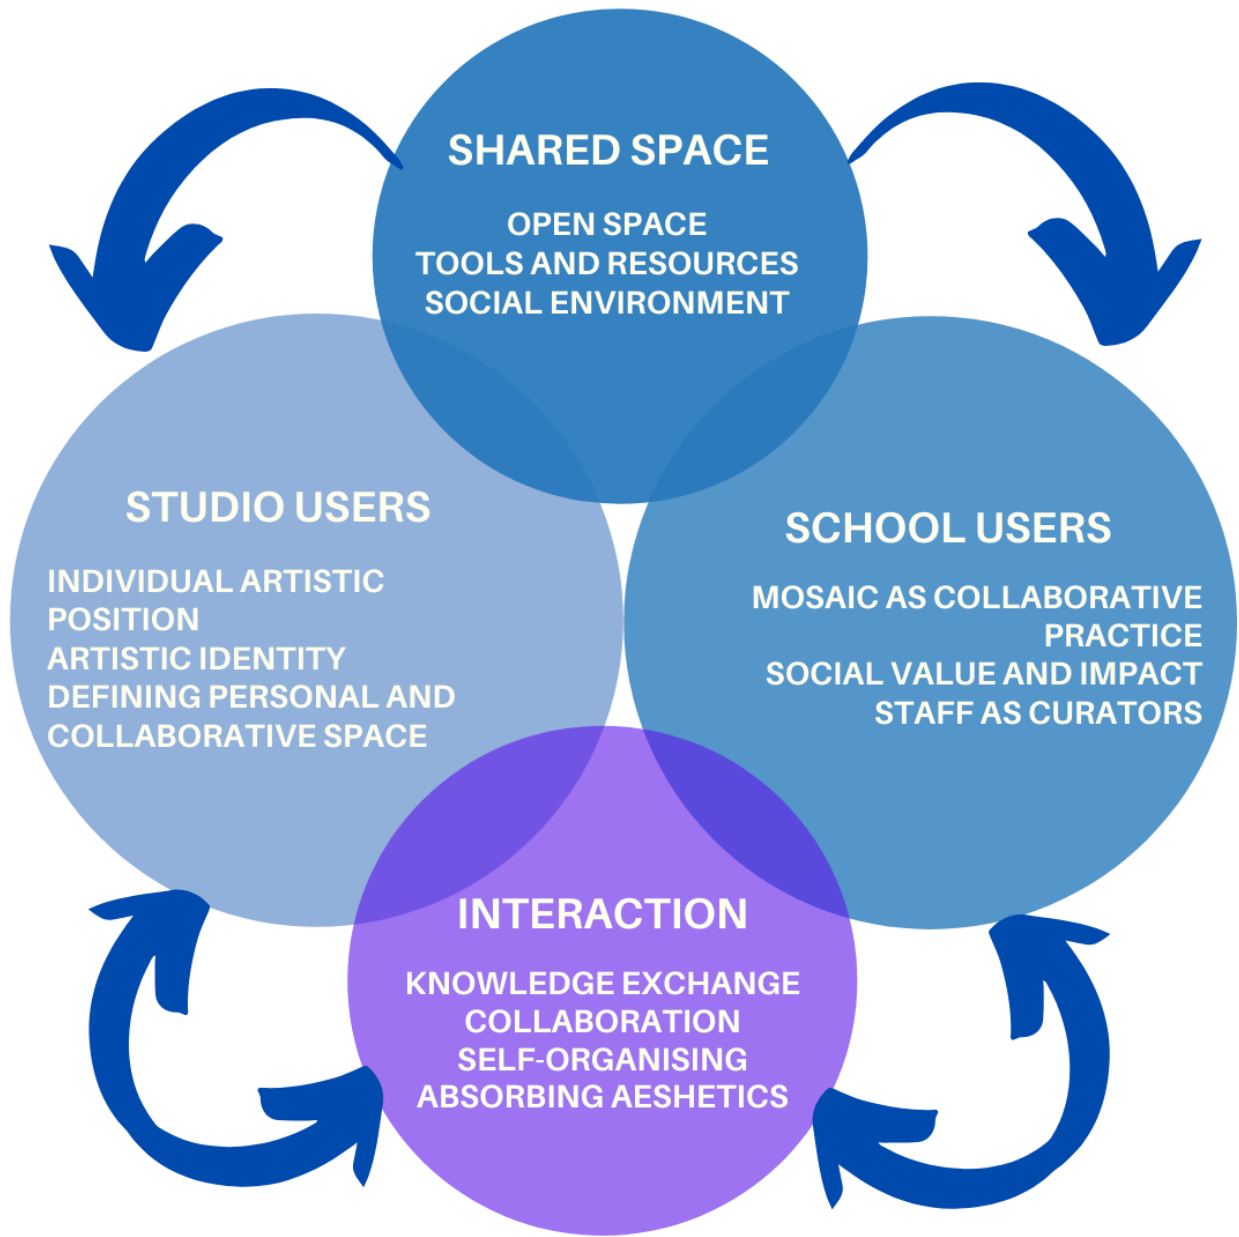 SHARED SPACE
OPEN SPACE
TOOLS AND RESOURCES
SOCIAL ENVIRONMENT
STUDIO USERS
INDIVIDUAL ARTISTIC
POSITION
ARTISTIC IDENTITY
DEFINING PERSONAL AND
COLLABORATIVE SPACE
SCHOOL USERS
MOSAIC AS COLLABORATIVE
PRACTICE
SOCIAL VALUE AND IMPACT
STAFF AS CURATORS
INTERACTION
KNOWLEDGE EXCHANGE
COLLABORATION
SELF-ORGANISING
ABSORBING AESHETICS